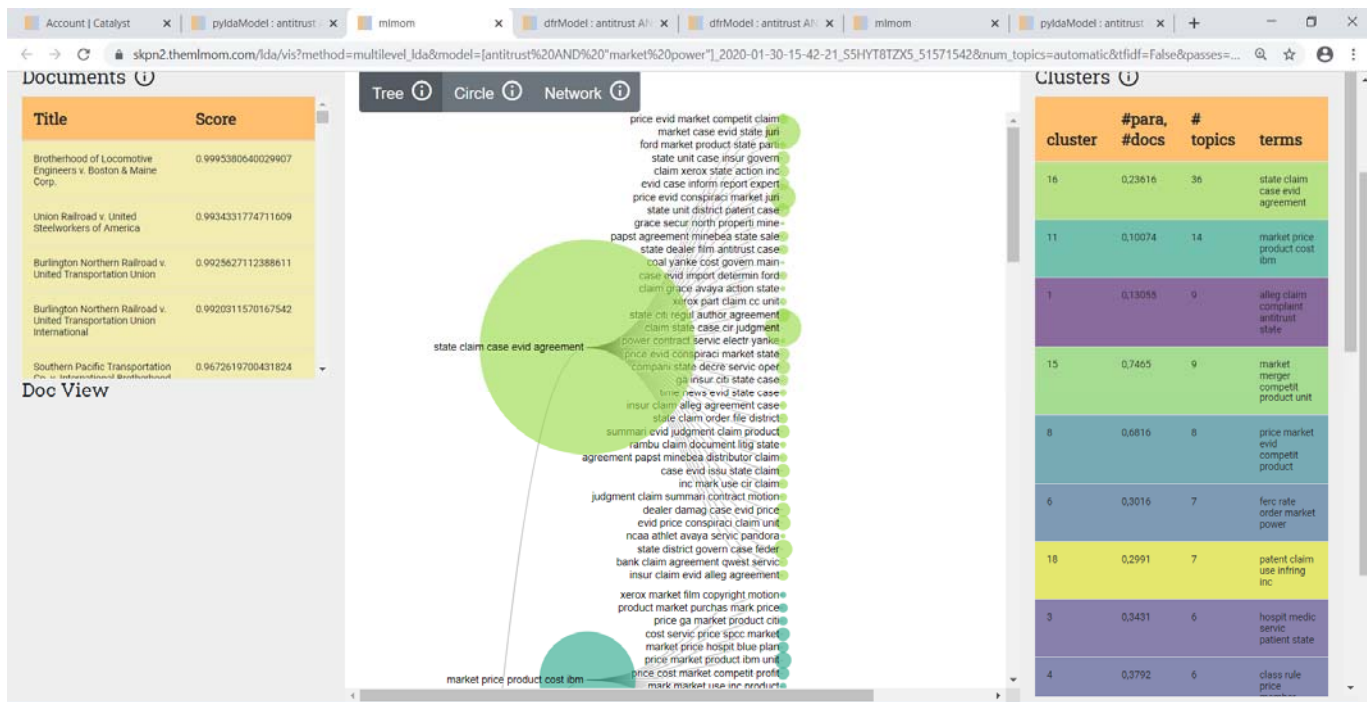 Account | Catalyst
pyldaModel : antitrust
mlmom
dfrModel : antitrust AN
dfrModel : antitrust AN
mlmom
pyldaModel : antitrust
skpn2.themlmom.com/lda/vis?method=multilevel_lda&model=[antitrust%20AND%20"market%20power"]_2020-01-30-15-42-21_S5HYT8TZX5_51571542&num_topics=automatic&tfidf=False&passes=...
Documents
Title Score
Brotherhood of Locomotive 0.9995380640029907
Engineers v. Boston & Maine
Corp.
Union Railroad v. United 0.9934331774711609
Steelworkers of America
Burlington Northern Railroad v. 0.9925627112388611
United Transportation Union
Burlington Northern Railroad v. 0.9920311570167542
United Transportation Union
International
Southern Pacific Transportation 0.9672619700431824
Co. v. International Brotherhood
Doc View
Tree Circle Network
price evid market competit claim
market case evid state juri
ford market product state parti
state unit case insur govern
claim xerox state action inc
evid case inform report expert
price evid conspiraci market juri
state unit district patent case
grace secur north properti mine
papst agreement minebea state sale
state dealer film antitrust case
coal yanke cost govern main
case evid import determin ford
claim grace avaya action state
xerox part claim cc unit
state citi regul author agreement
claim state case cir judgment
power contract servic electr yanke
price evid conspiraci market state
compani state decre servic oper
ga insur citi state case
time news evid state case
insur claim alleg agreement case
state claim order file district
summari evid judgment claim product
rambu claim document litig state
agreement papst minebea distributor claim
case evid issu state claim
inc mark use cir claim
judgment claim summari contract motion
dealer damag case evid price
evid price conspiraci claim unit
ncaa athlet avaya servic pandora
state district govern case feder
bank claim agreement qwest servic
insur claim evid alleg agreement
state claim case evid agreement
xerox market film copyright motion
product market purchas mark price
price ga market product citi
cost servic price spcc market
market price hospit blue plan
price market product ibm unit
price cost market competit profit
mark market use inc product
market price product cost ibm
Clusters
cluster #para, #docs # topics terms
16 0,23616 36 state claim
case evid
agreement
11 0,10074 14 market price
product cost
ibm
1 0,13055 9 alleg claim
complaint
antitrust
state
15 0,7465 9 market
merger
competit
product unit
8 0,6816 8 price market
evid
competit
product
6 0,3016 7 ferc rate
order market
power
18 0,2991 7 patent claim
use infring
inc
3 0,3431 6 hospit medic
servic
patient state
4 0,3792 6 class rule
price
member